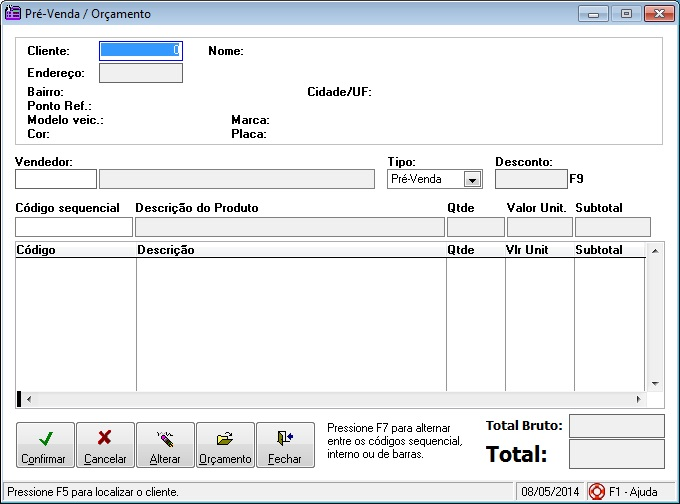 Pré-Venda / Orçamento
Cliente: 0 Nome:
Endereço:
Bairro: Cidade/UF:
Ponto Ref.:
Modelo veic.: Marca:
Cor: Placa:
Vendedor: Tipo: Desconto:
Pré-Venda F9
Código sequencial Descrição do Produto Qtde Valor Unit. Subtotal
Código Descrição Qtde Vlr Unit Subtotal
Confirmar Cancelar Alterar Orçamento Fechar
Pressione F7 para alternar
entre os códigos sequencial,
interno ou de barras.
Total Bruto:
Total:
Pressione F5 para localizar o cliente. 08/05/2014 F1 - Ajuda